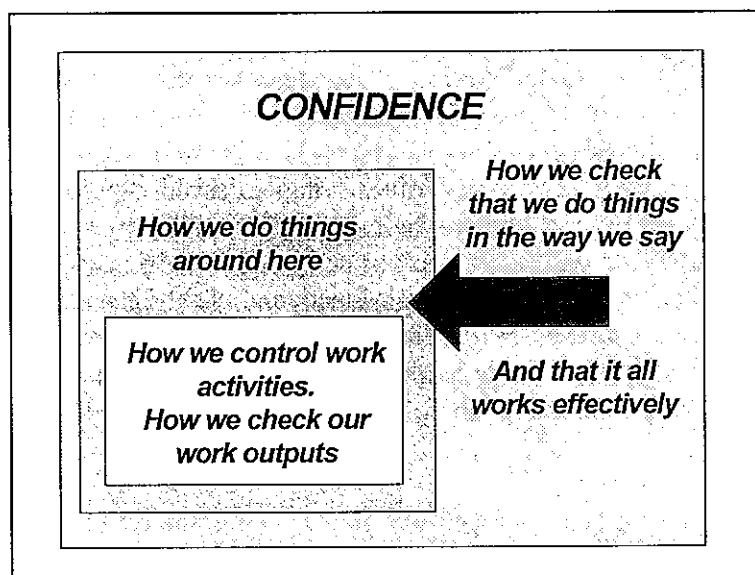 CONFIDENCE
How we do things
around here
How we control work
activities.
How we check our
work outputs
How we check
that we do things
in the way we say
And that it all
works effectively